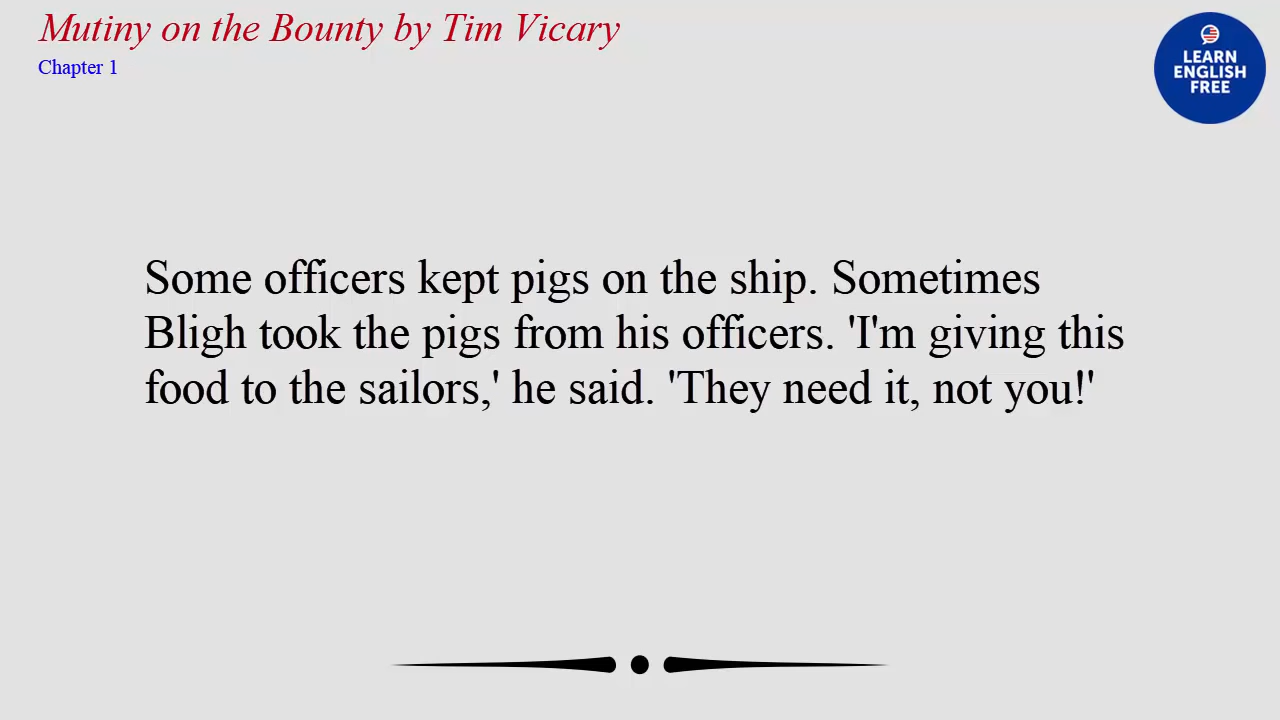 Mutiny on the Bounty by Tim Vicary
Chapter 1
LEARN
ENGLISH
FREE
Some officers kept pigs on the ship. Sometimes
Bligh took the pigs from his officers. 'I'm giving this
food to the sailors,' he said. 'They need it, not you!'